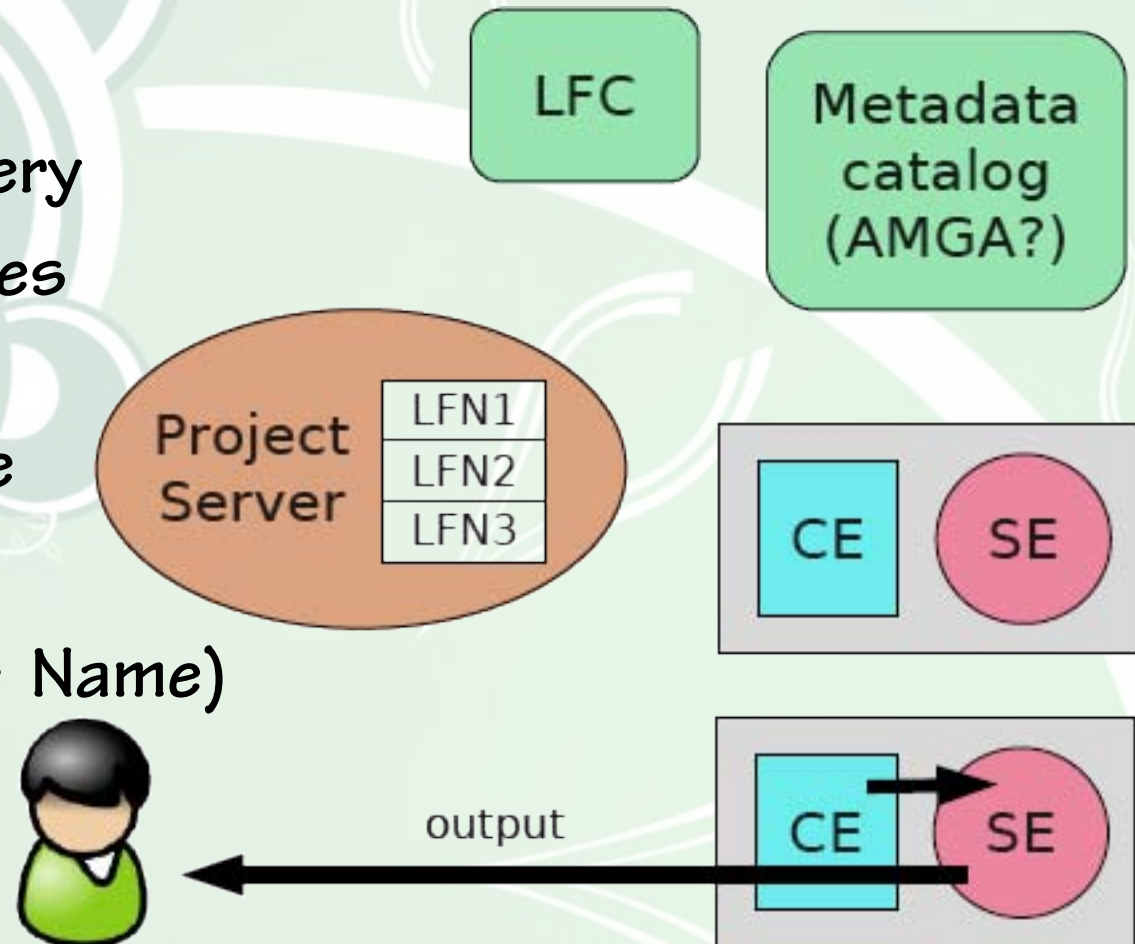 ery
es
e
Name)
LFC
Metadata
catalog
(AMGA?)
Project
Server
LFN1
LFN2
LFN3
CE
SE
output
CE
SE